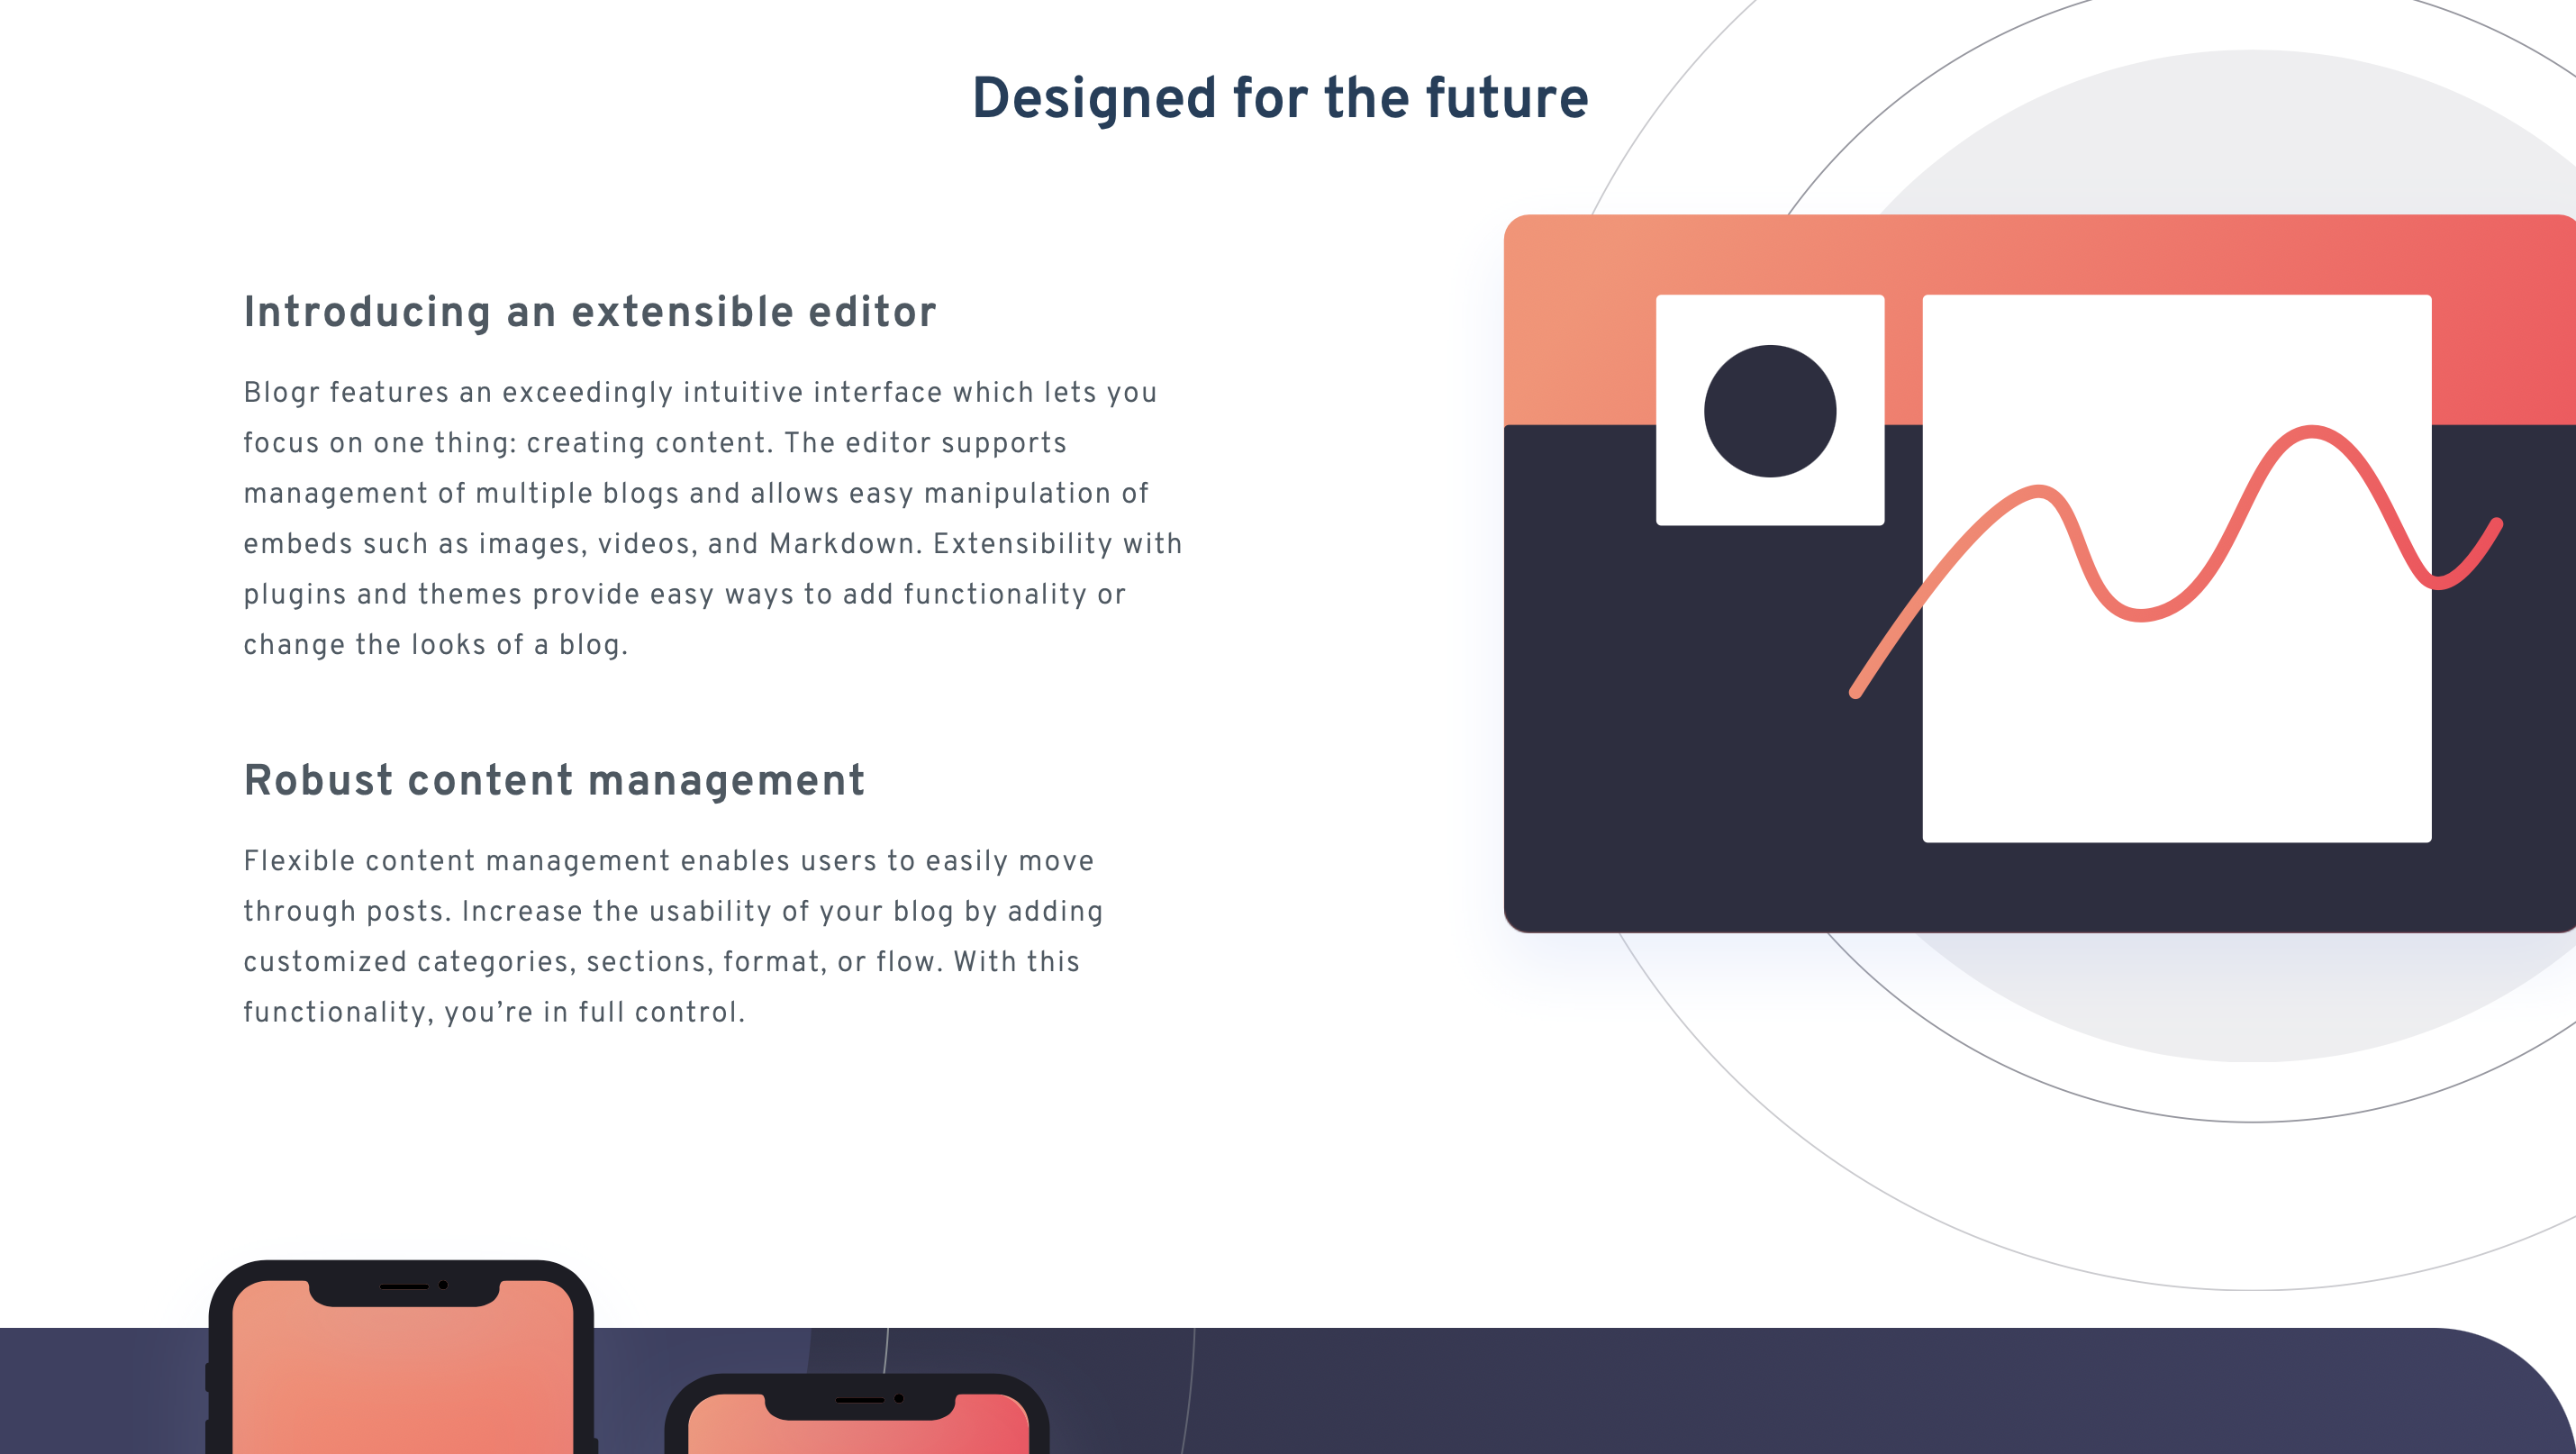 Designed for the future
Introducing an extensible editor
Blogr features an exceedingly intuitive interface which lets you
focus on one thing: creating content. The editor supports
management of multiple blogs and allows easy manipulation of
embeds such as images, videos, and Markdown. Extensibility with
plugins and themes provide easy ways to add functionality or
change the looks of a blog.
Robust content management
Flexible content management enables users to easily move
through posts. Increase the usability of your blog by adding
customized categories, sections, format, or flow. With this
functionality, you’re in full control.